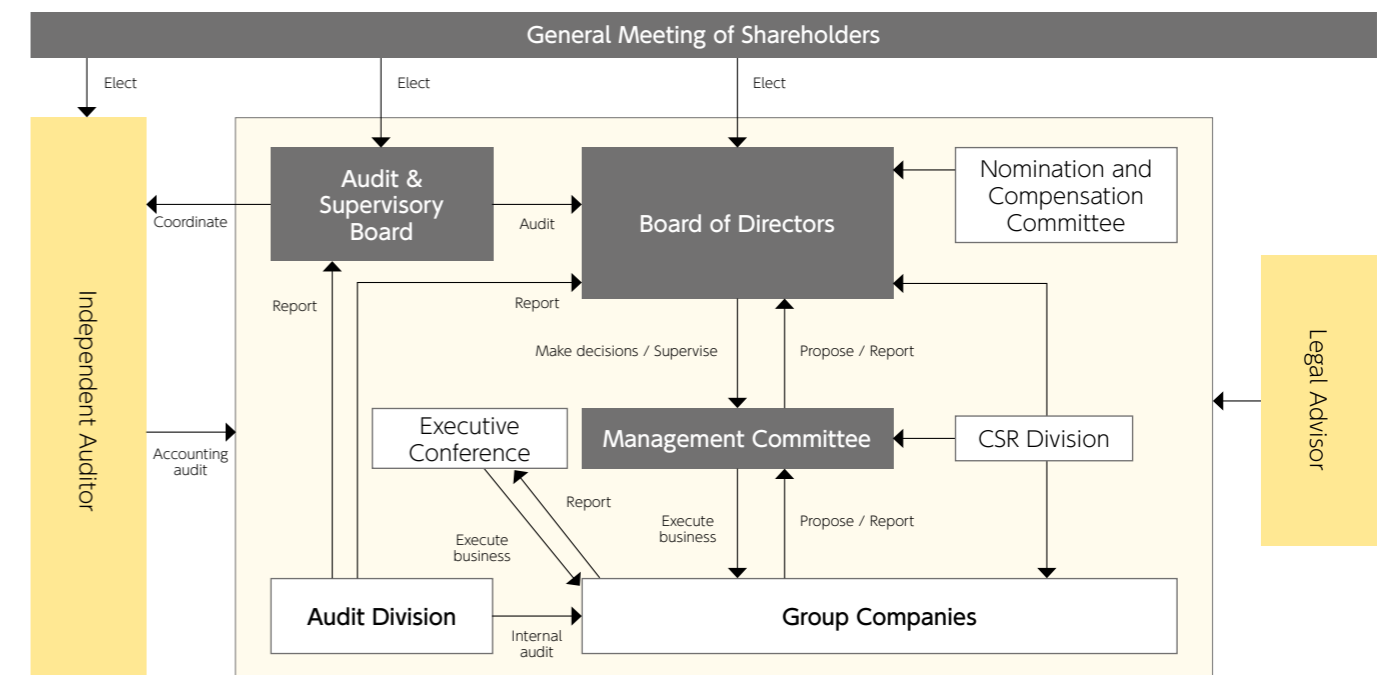 General Meeting of Shareholders
Elect
Elect
Elect
Audit &
Supervisory
Board
Board of Directors
Nomination and
Compensation
Committee
Coordinate
Audit
Independent Auditor
Legal Advisor
Report
Report
Make decisions / Supervise
Propose / Report
Executive
Conference
Management Committee
CSR Division
Accounting
audit
Report
Execute
business
Execute
business
Propose / Report
Audit Division
Internal
audit
Group Companies